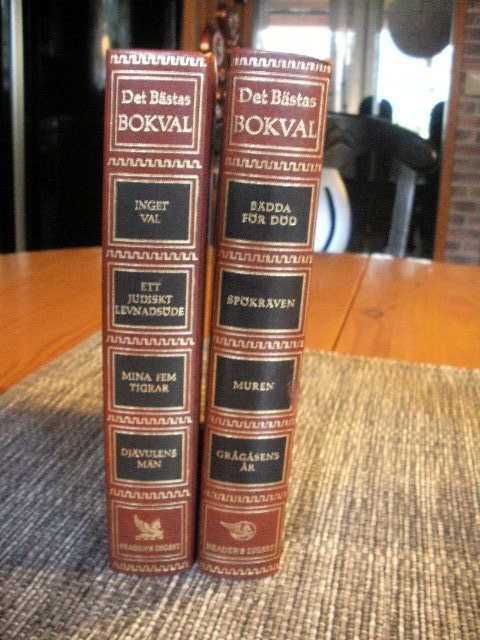 Det Bästas
BOKVAL
INGET
VAL
ETT
JUDISKT
LEVNADSÖDE
MINA FEM
TIGRAR
DJÄVULENS
MÄN
READER'S DIGEST
Det Bästas
BOKVAL
BÄDDA
FÖR DÖD
SPÖKRÄVEN
MUREN
GRÅGÅSENS
ÅR
READER'S DIGEST